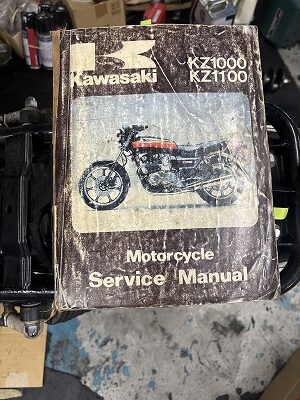 KZ1000
Kawasaki
KZ1100
Motorcycle
Service Manual